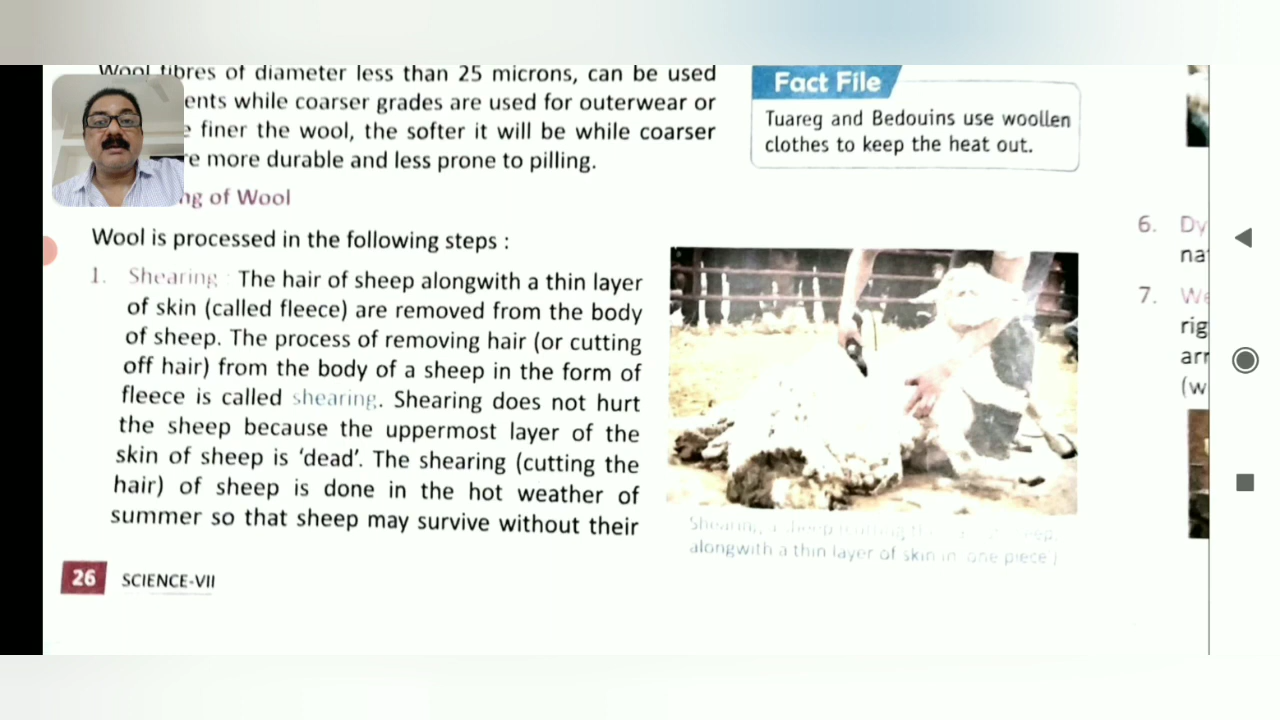 Wool fibres of diameter less than 25 microns, can be used
ents while coarser grades are used for outerwear or
finer the wool, the softer it will be while coarser
re more durable and less prone to pilling.
ng of Wool
Wool is processed in the following steps :
1. Shearing : The hair of sheep alongwith a thin layer
of skin (called fleece) are removed from the body
of sheep. The process of removing hair (or cutting
off hair) from the body of a sheep in the form of
fleece is called shearing. Shearing does not hurt
the sheep because the uppermost layer of the
skin of sheep is 'dead'. The shearing (cutting the
hair) of sheep is done in the hot weather of
summer so that sheep may survive without their
26 SCIENCE-VII
Fact File
Tuareg and Bedouins use woollen
clothes to keep the heat out.
Shearing a sheep
alongwith a thin layer of skin in one piece)
6. Dy
na
7. We
rig
arr
(w